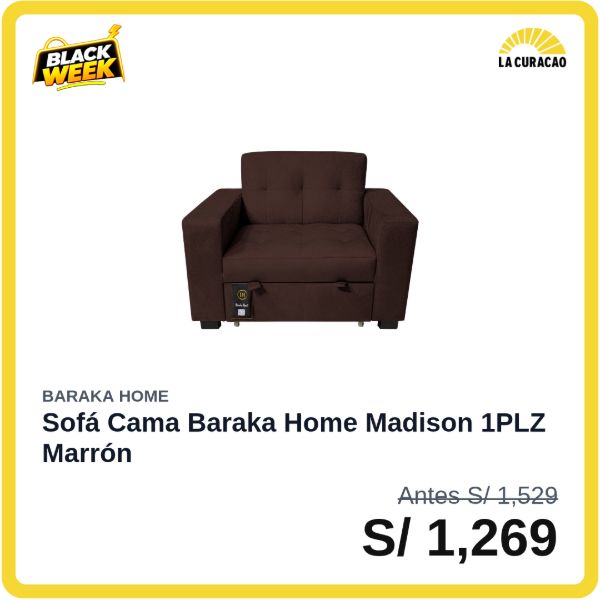 BLACK
WEEK
LA CURACAO
BARAKA HOME
Sofá Cama Baraka Home Madison 1PLZ
Marrón
Antes S/ 1,529
S/ 1,269